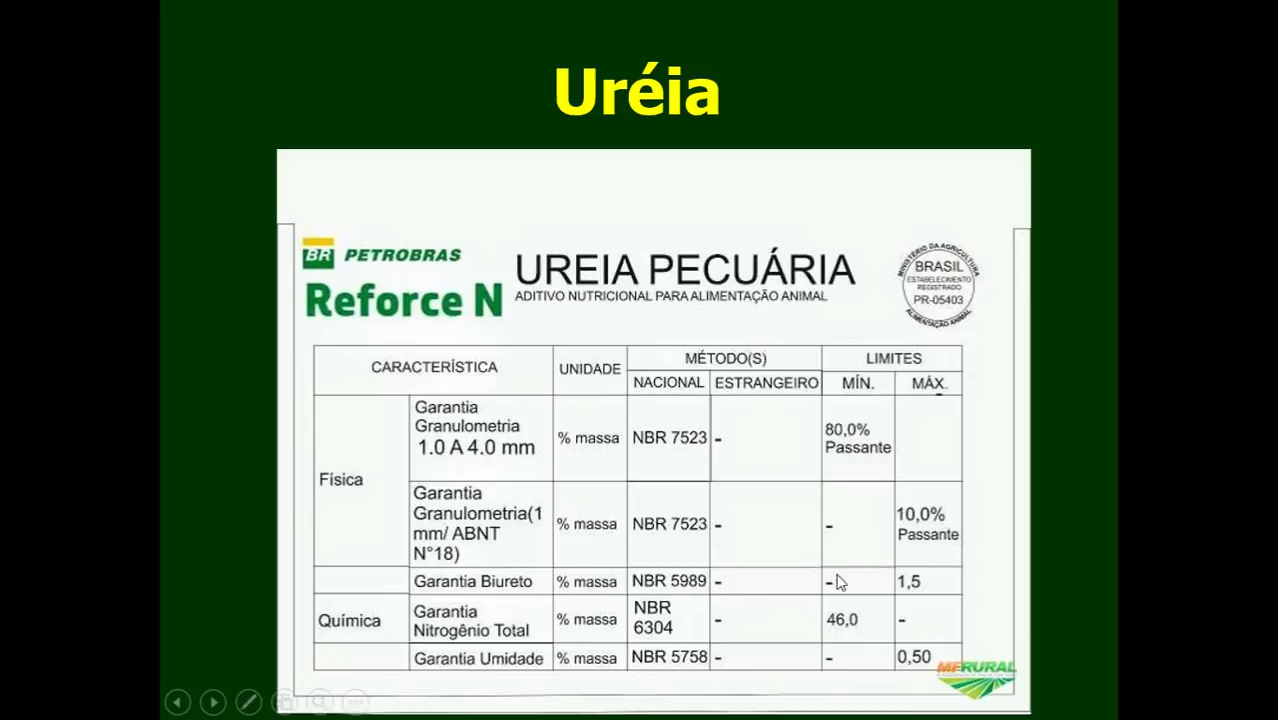 Uréia
BR PETROBRAS
Reforce N
UREIA PECUÁRIA
ADITIVO NUTRICIONAL PARA ALIMENTAÇÃO ANIMAL
MINISTÉRIO DA AGRICULTURA
BRASIL
ESTABELECIMENTO
REGISTRADO
PR-05403
ALIMENTAÇÃO ANIMAL
CARACTERÍSTICA UNIDADE MÉTODO(S) LIMITES
NACIONAL ESTRANGEIRO MÍN. MÁX.
Física
Garantia
Granulometria
1.0 A 4.0 mm
% massa NBR 7523 -
80,0%
Passante
Garantia
Granulometria(1
mm/ ABNT
N°18)
% massa NBR 7523 - -
10,0%
Passante
Garantia Biureto % massa NBR 5989 - - 1,5
Química
Garantia
Nitrogênio Total
% massa
NBR
6304
- 46,0 -
Garantia Umidade % massa NBR 5758 - - 0,50
MFRURAL